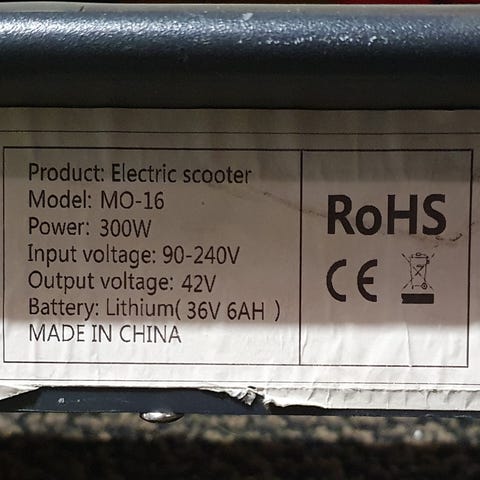 Product: Electric scooter
Model: MO-16
Power: 300W
Input voltage: 90-240V
Output voltage: 42V
Battery: Lithium( 36V 6AH )
MADE IN CHINA
RoHS
CE